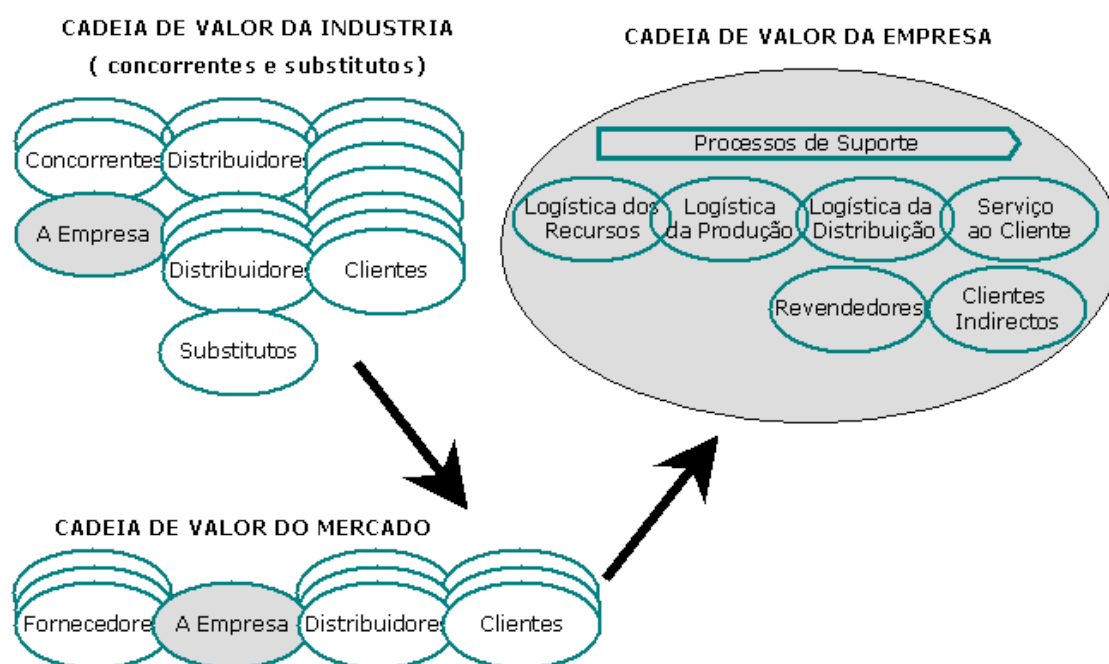 CADEIA DE VALOR DA INDUSTRIA
( concorrentes e substitutos)
Concorrentes
Distribuidores
A Empresa
Distribuidores
Clientes
Substitutos
CADEIA DE VALOR DA EMPRESA
Processos de Suporte
Logística dos
Recursos
Logística
da Produção
Logística da
Distribuição
Serviço
ao Cliente
Revendedores
Clientes
Indirectos
CADEIA DE VALOR DO MERCADO
Fornecedore
A Empresa
Distribuidore
Clientes